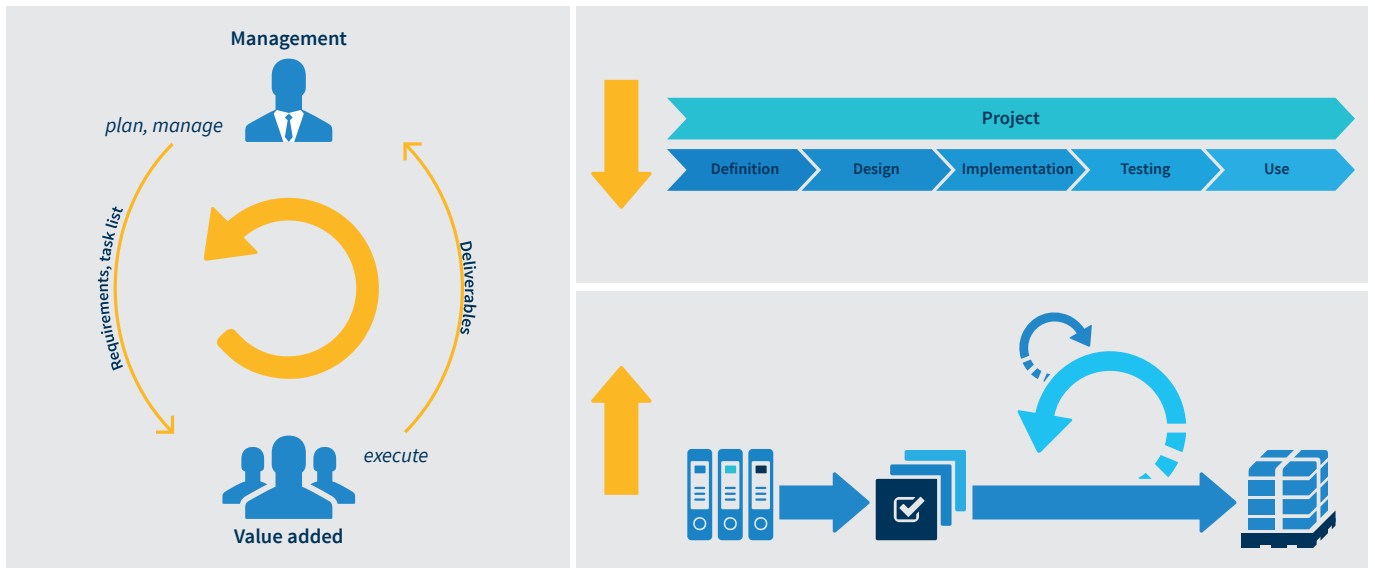 Management
plan, manage
Requirements, task list
Deliverables
execute
Value added
Project
Definition
Design
Implementation
Testing
Use